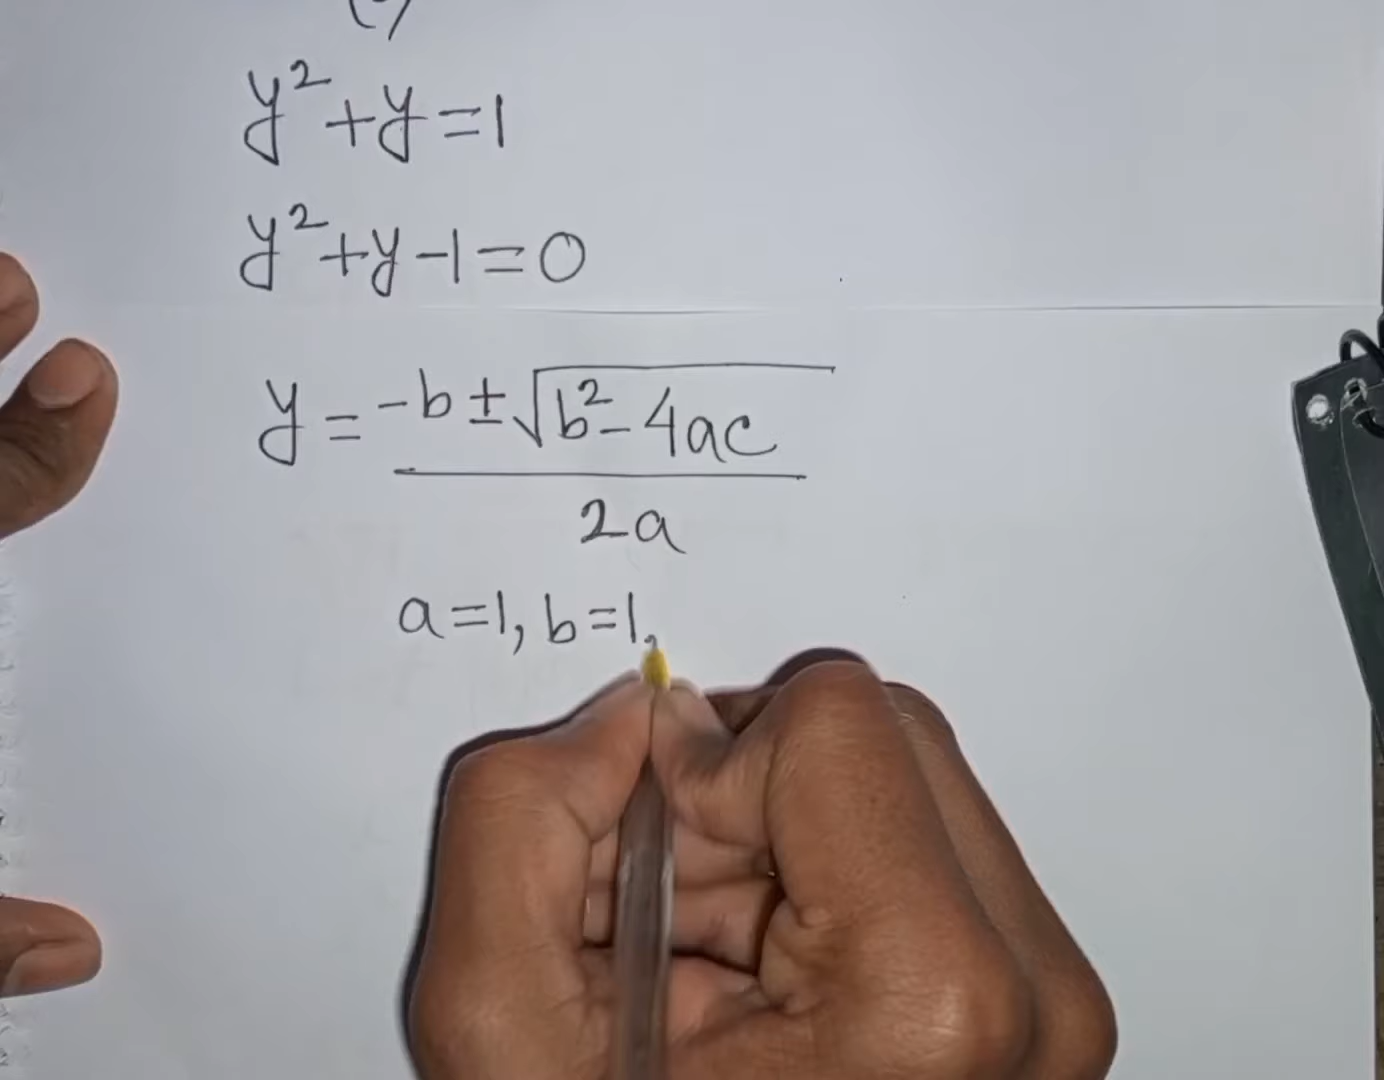 y²+y=1
y²+y-1=0
y = -b±√b²-4ac
2a
a=1, b=1,